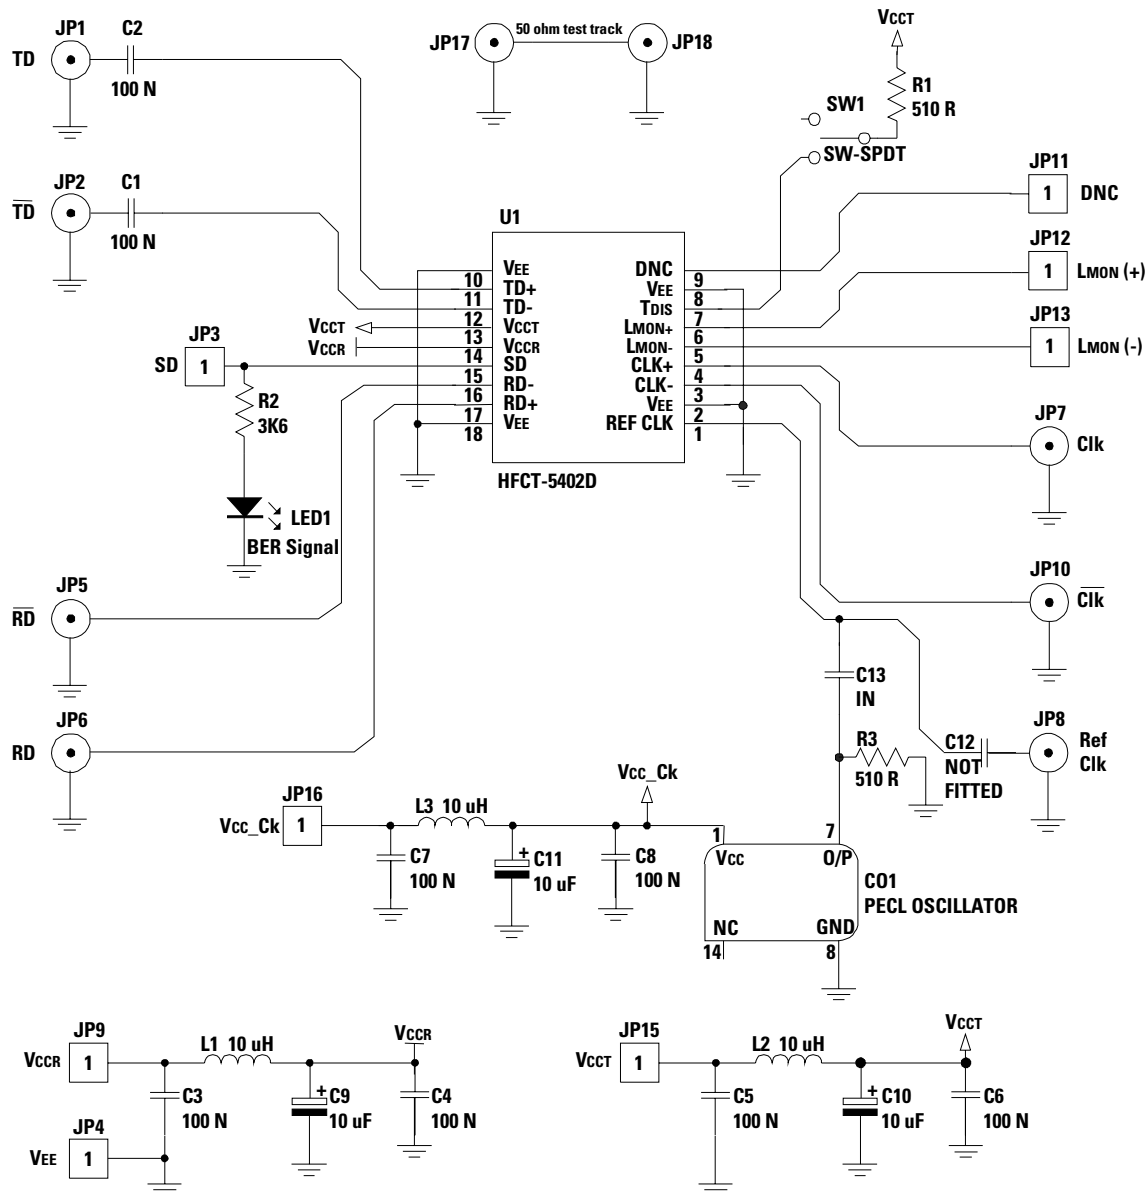 JP1
C2
TD
100 N
JP17
50 ohm test track
JP18
VCCT
R1
510 R
SW1
SW-SPDT
JP2
C1
TD
100 N
JP11
1
DNC
JP12
1
LMON (+)
JP13
1
LMON (-)
U1
VEE
10
TD+
11
TD-
12
VCCT
13
VCCR
14
SD
15
RD-
16
RD+
17
VEE
18
DNC
9
VEE
8
TDIS
7
LMON+
6
LMON-
5
CLK+
4
CLK-
3
VEE
2
REF CLK
1
HFCT-5402D
VCCT
VCCR
JP3
SD
1
R2
3K6
LED1
BER Signal
JP7
Clk
JP5
RD
JP10
Clk
JP6
RD
C13
IN
R3
510 R
C12
NOT
FITTED
JP8
Ref
Clk
JP16
VCC_Ck
1
L3 10 uH
VCC_Ck
C7
100 N
+
C11
10 uF
C8
100 N
1
7
VCC
O/P
CO1
PECL OSCILLATOR
NC
GND
14
8
JP9
VCCR
1
L1 10 uH
VCCR
C3
100 N
+
C9
10 uF
C4
100 N
JP4
VEE
1
JP15
VCCT
1
L2 10 uH
VCCT
C5
100 N
+
C10
10 uF
C6
100 N